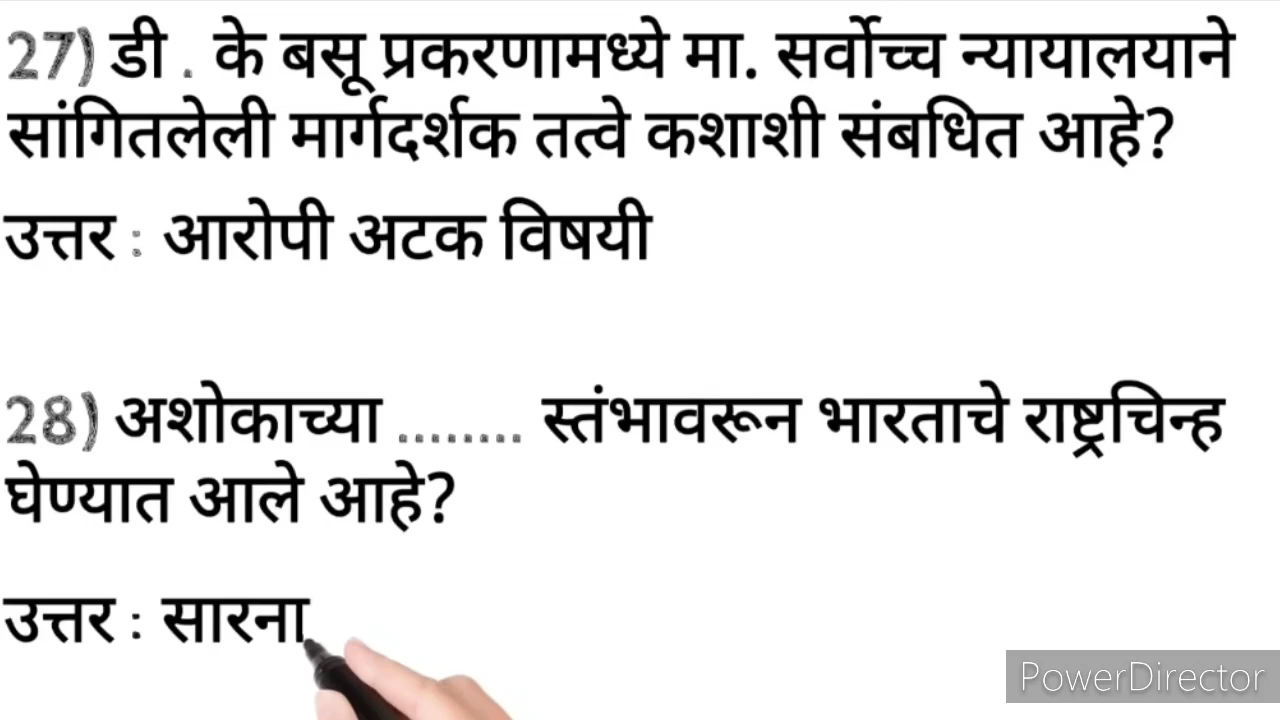 27) डी . के बसू प्रकरणामध्ये मा. सर्वोच्च न्यायालयाने
सांगितलेली मार्गदर्शक तत्वे कशाशी संबधित आहे?
उत्तर : आरोपी अटक विषयी
28) अशोकाच्या ........ स्तंभावरून भारताचे राष्ट्रचिन्ह
घेण्यात आले आहे?
उत्तर : सारना
PowerDirector